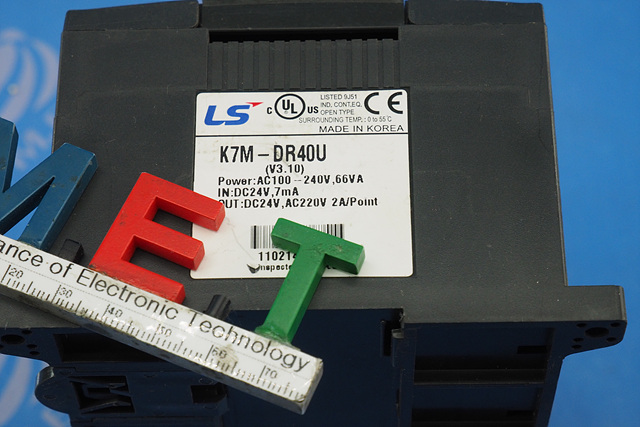 LS
c UL US
LISTED 9J51
IND. CONT.EQ.
OPEN TYPE
SURROUNDING TEMP. : 0 to 55°C
CE
MADE IN KOREA
K7M-DR40U
(V3.10)
Power:AC100~240V,66VA
IN:DC24V,7mA
OUT:DC24V,AC220V 2A/Point
MET
ance of Electronic Technology
20 30 40 50 60 70